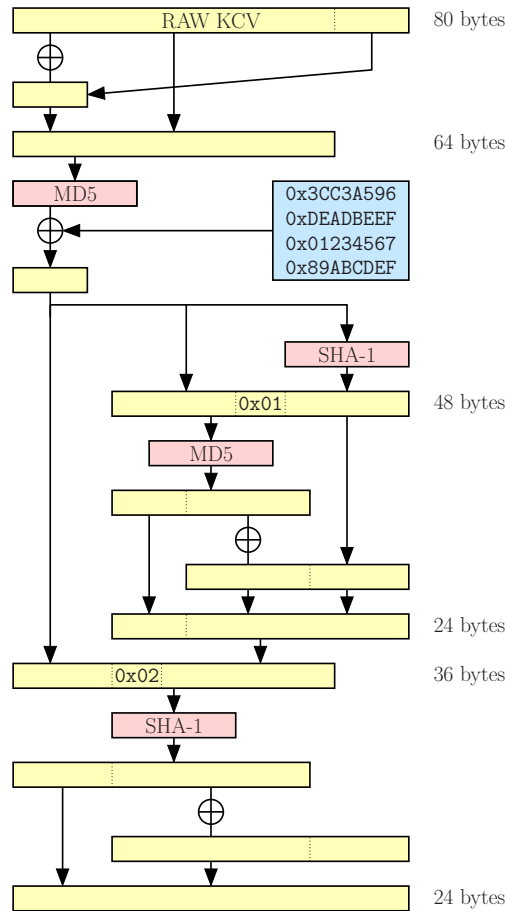 RAW KCV 80 bytes
64 bytes
MD5
0x3CC3A596
0xDEADBEEF
0x01234567
0x89ABCDEF
SHA-1
0x01 48 bytes
MD5
24 bytes
0x02 36 bytes
SHA-1
24 bytes